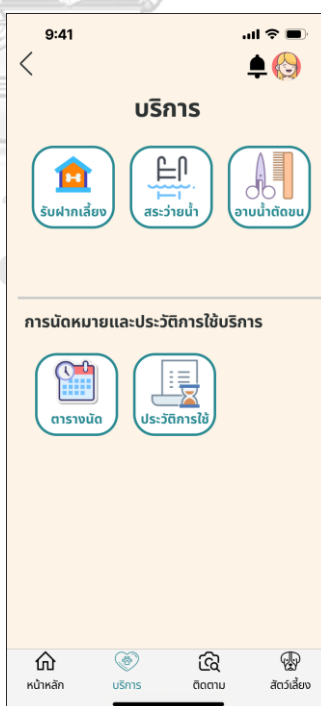 9:41
บริการ
รับฝากเลี้ยง
สระว่ายน้ำ
อาบน้ำตัดขน
การนัดหมายและประวัติการใช้บริการ
ตารางนัด
ประวัติการใช้
หน้าหลัก
บริการ
ติดตาม
สัตว์เลี้ยง